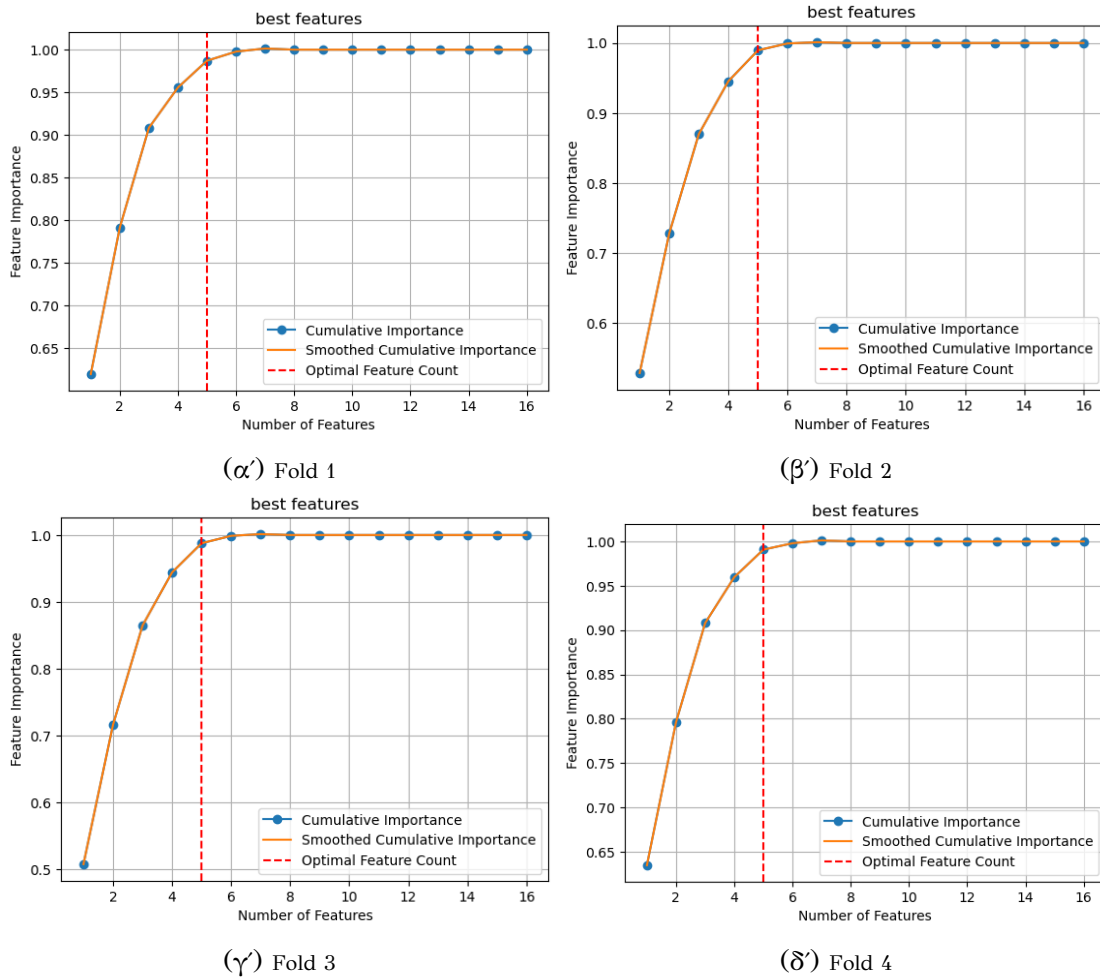 best features
Feature Importance
1.00
0.95
0.90
0.85
0.80
0.75
0.70
0.65
Cumulative Importance
Smoothed Cumulative Importance
Optimal Feature Count
2 4 6 8 10 12 14 16
Number of Features
(α΄) Fold 1
best features
Feature Importance
1.0
0.9
0.8
0.7
0.6
Cumulative Importance
Smoothed Cumulative Importance
Optimal Feature Count
2 4 6 8 10 12 14 16
Number of Features
(β΄) Fold 2
best features
Feature Importance
1.0
0.9
0.8
0.7
0.6
0.5
Cumulative Importance
Smoothed Cumulative Importance
Optimal Feature Count
2 4 6 8 10 12 14 16
Number of Features
(γ΄) Fold 3
best features
Feature Importance
1.00
0.95
0.90
0.85
0.80
0.75
0.70
0.65
Cumulative Importance
Smoothed Cumulative Importance
Optimal Feature Count
2 4 6 8 10 12 14 16
Number of Features
(δ΄) Fold 4